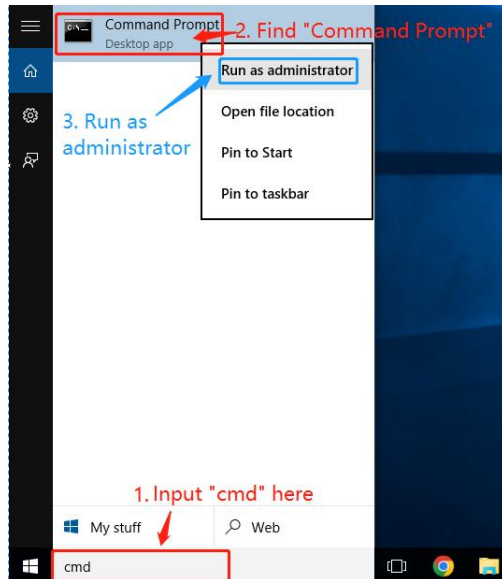 Command Prompt
Desktop app
2. Find "Command Prompt"
Run as administrator
Open file location
3. Run as
administrator
Pin to Start
Pin to taskbar
1. Input "cmd" here
My stuff
Web
cmd